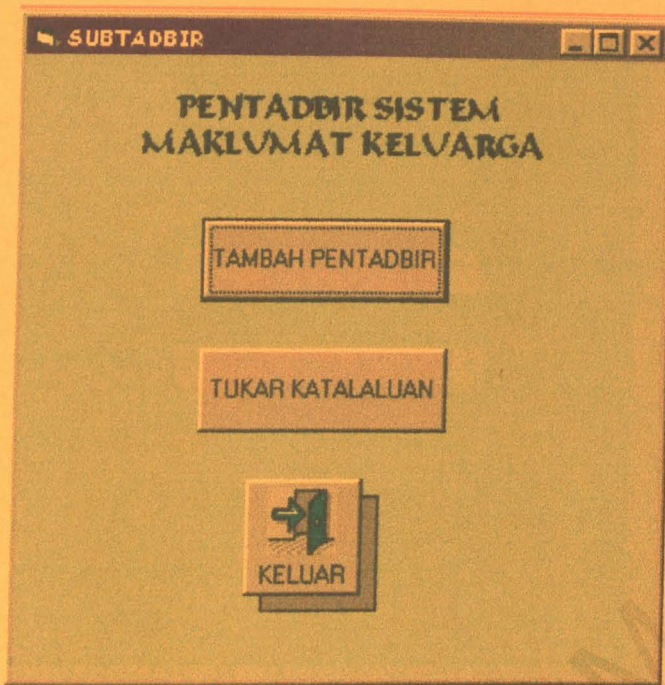 SUBTADBIR
PENTADBIR SISTEM
MAKLUMAT KELUARGA
TAMBAH PENTADBIR
TUKAR KATALALUAN
KELUAR